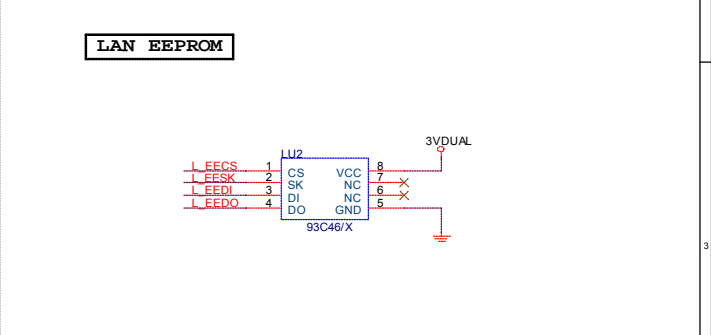 LAN EEPROM
3VDUAL
LU2
L_EECS 1 CS VCC 8
L_EESK 2 SK NC 7
L_EEDI 3 DI NC 6
L_EEDO 4 DO GND 5
93C46/X
3